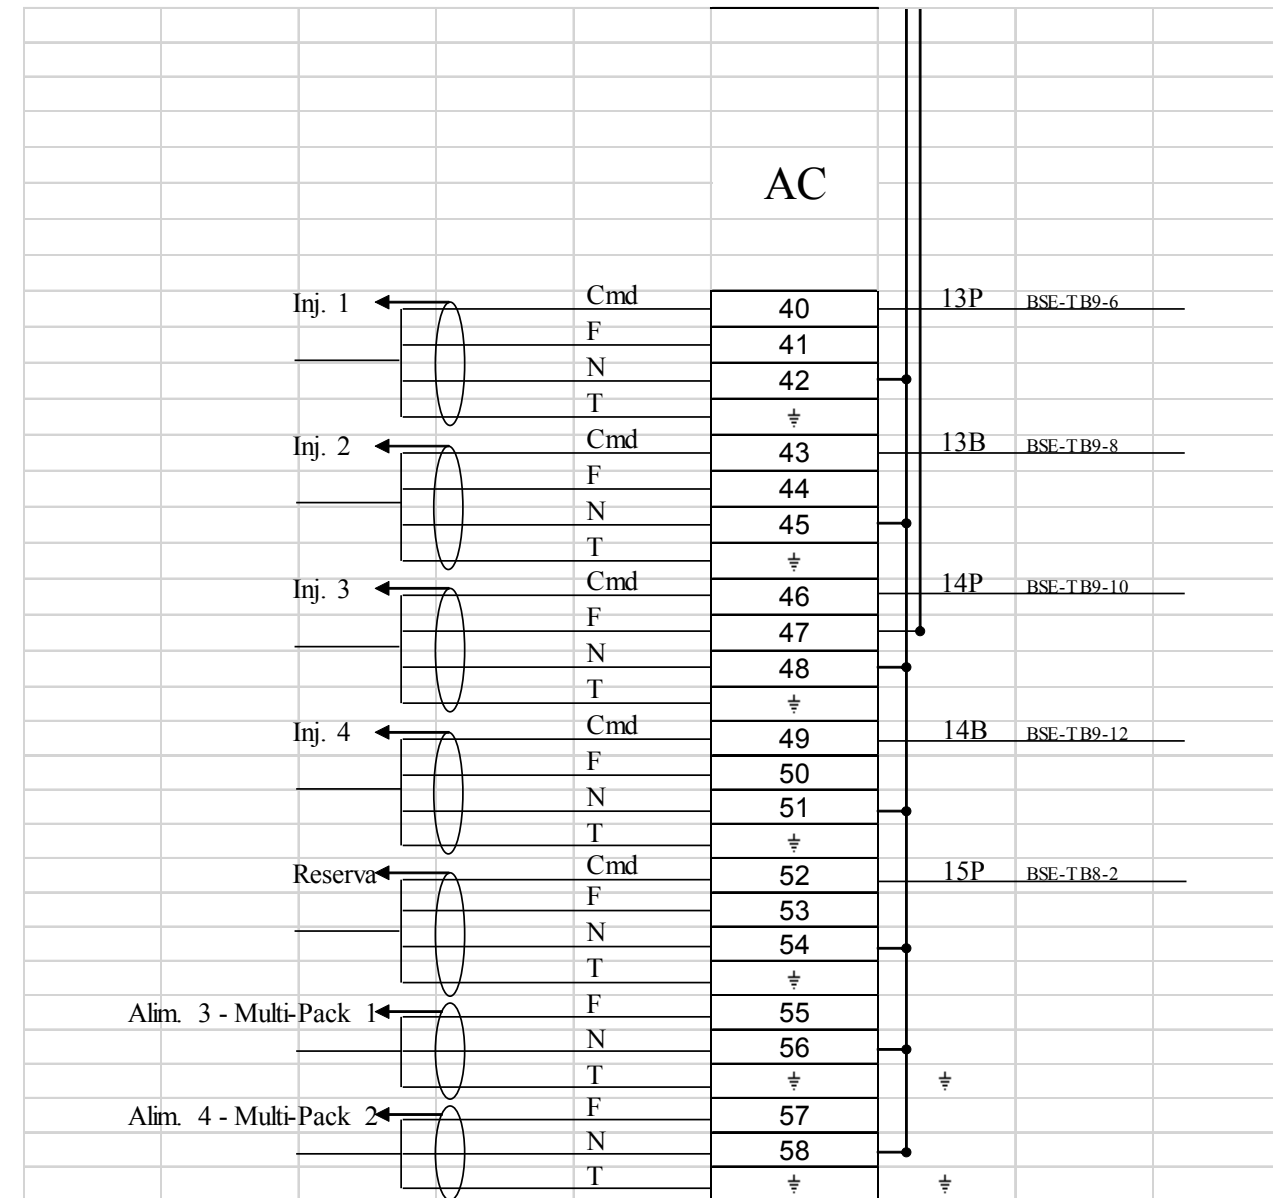 AC
Inj. 1 Cmd 40 13P BSE-TB9-6
F 41
N 42
T
Inj. 2 Cmd 43 13B BSE-TB9-8
F 44
N 45
T
Inj. 3 Cmd 46 14P BSE-TB9-10
F 47
N 48
T
Inj. 4 Cmd 49 14B BSE-TB9-12
F 50
N 51
T
Reserva Cmd 52 15P BSE-TB8-2
F 53
N 54
T
Alim. 3 - Multi-Pack 1 F 55
N 56
T
Alim. 4 - Multi-Pack 2 F 57
N 58
T